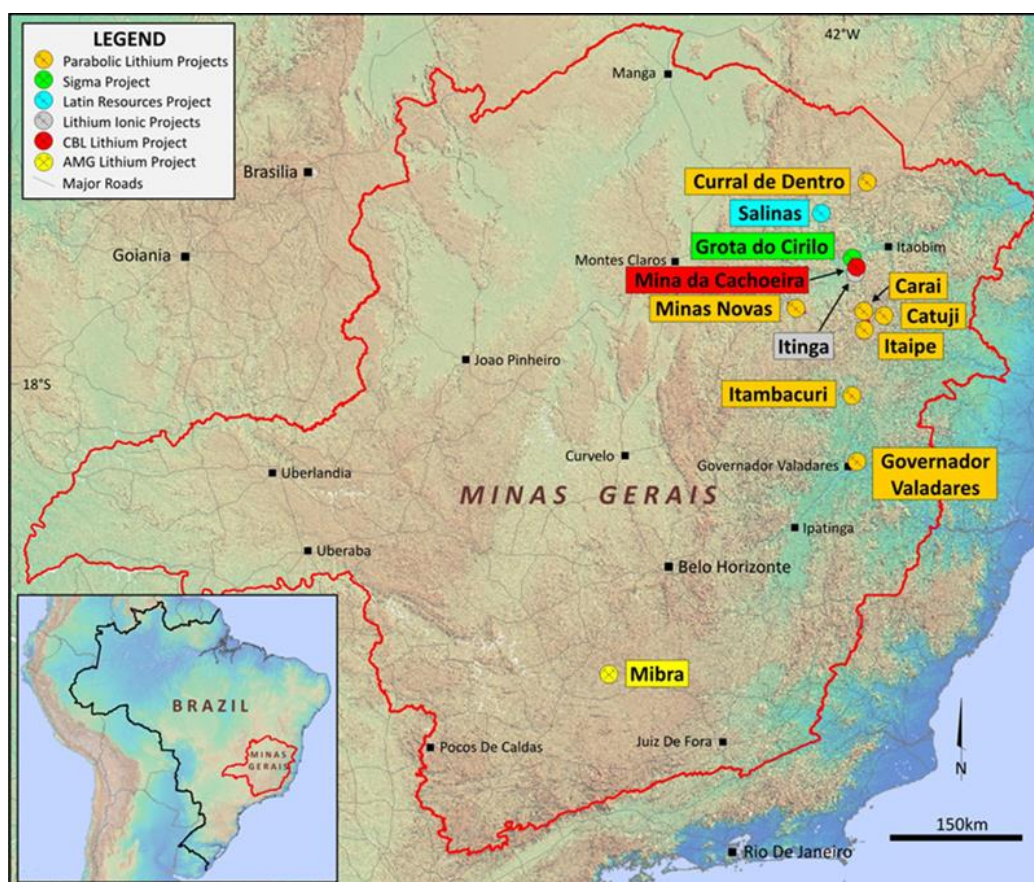 LEGEND
Parabolic Lithium Projects
Sigma Project
Latin Resources Project
Lithium Ionic Projects
CBL Lithium Project
AMG Lithium Project
Major Roads
42°W
Manga
Brasilia
Curral de Dentro
Salinas
Goiania
Grota do Cirilo
Itaobim
Montes Claros
Mina da Cachoeira
Carai
Minas Novas
Catuji
Itinga
Itaipe
Joao Pinheiro
18°S
Itambacuri
Curvelo
Governador Valadares
Governador
Valadares
Uberlandia
MINAS GERAIS
Ipatinga
Uberaba
Belo Horizonte
Mibra
BRAZIL
MINAS
GERAIS
Pocos De Caldas
Juiz De Fora
N
150km
Rio De Janeiro